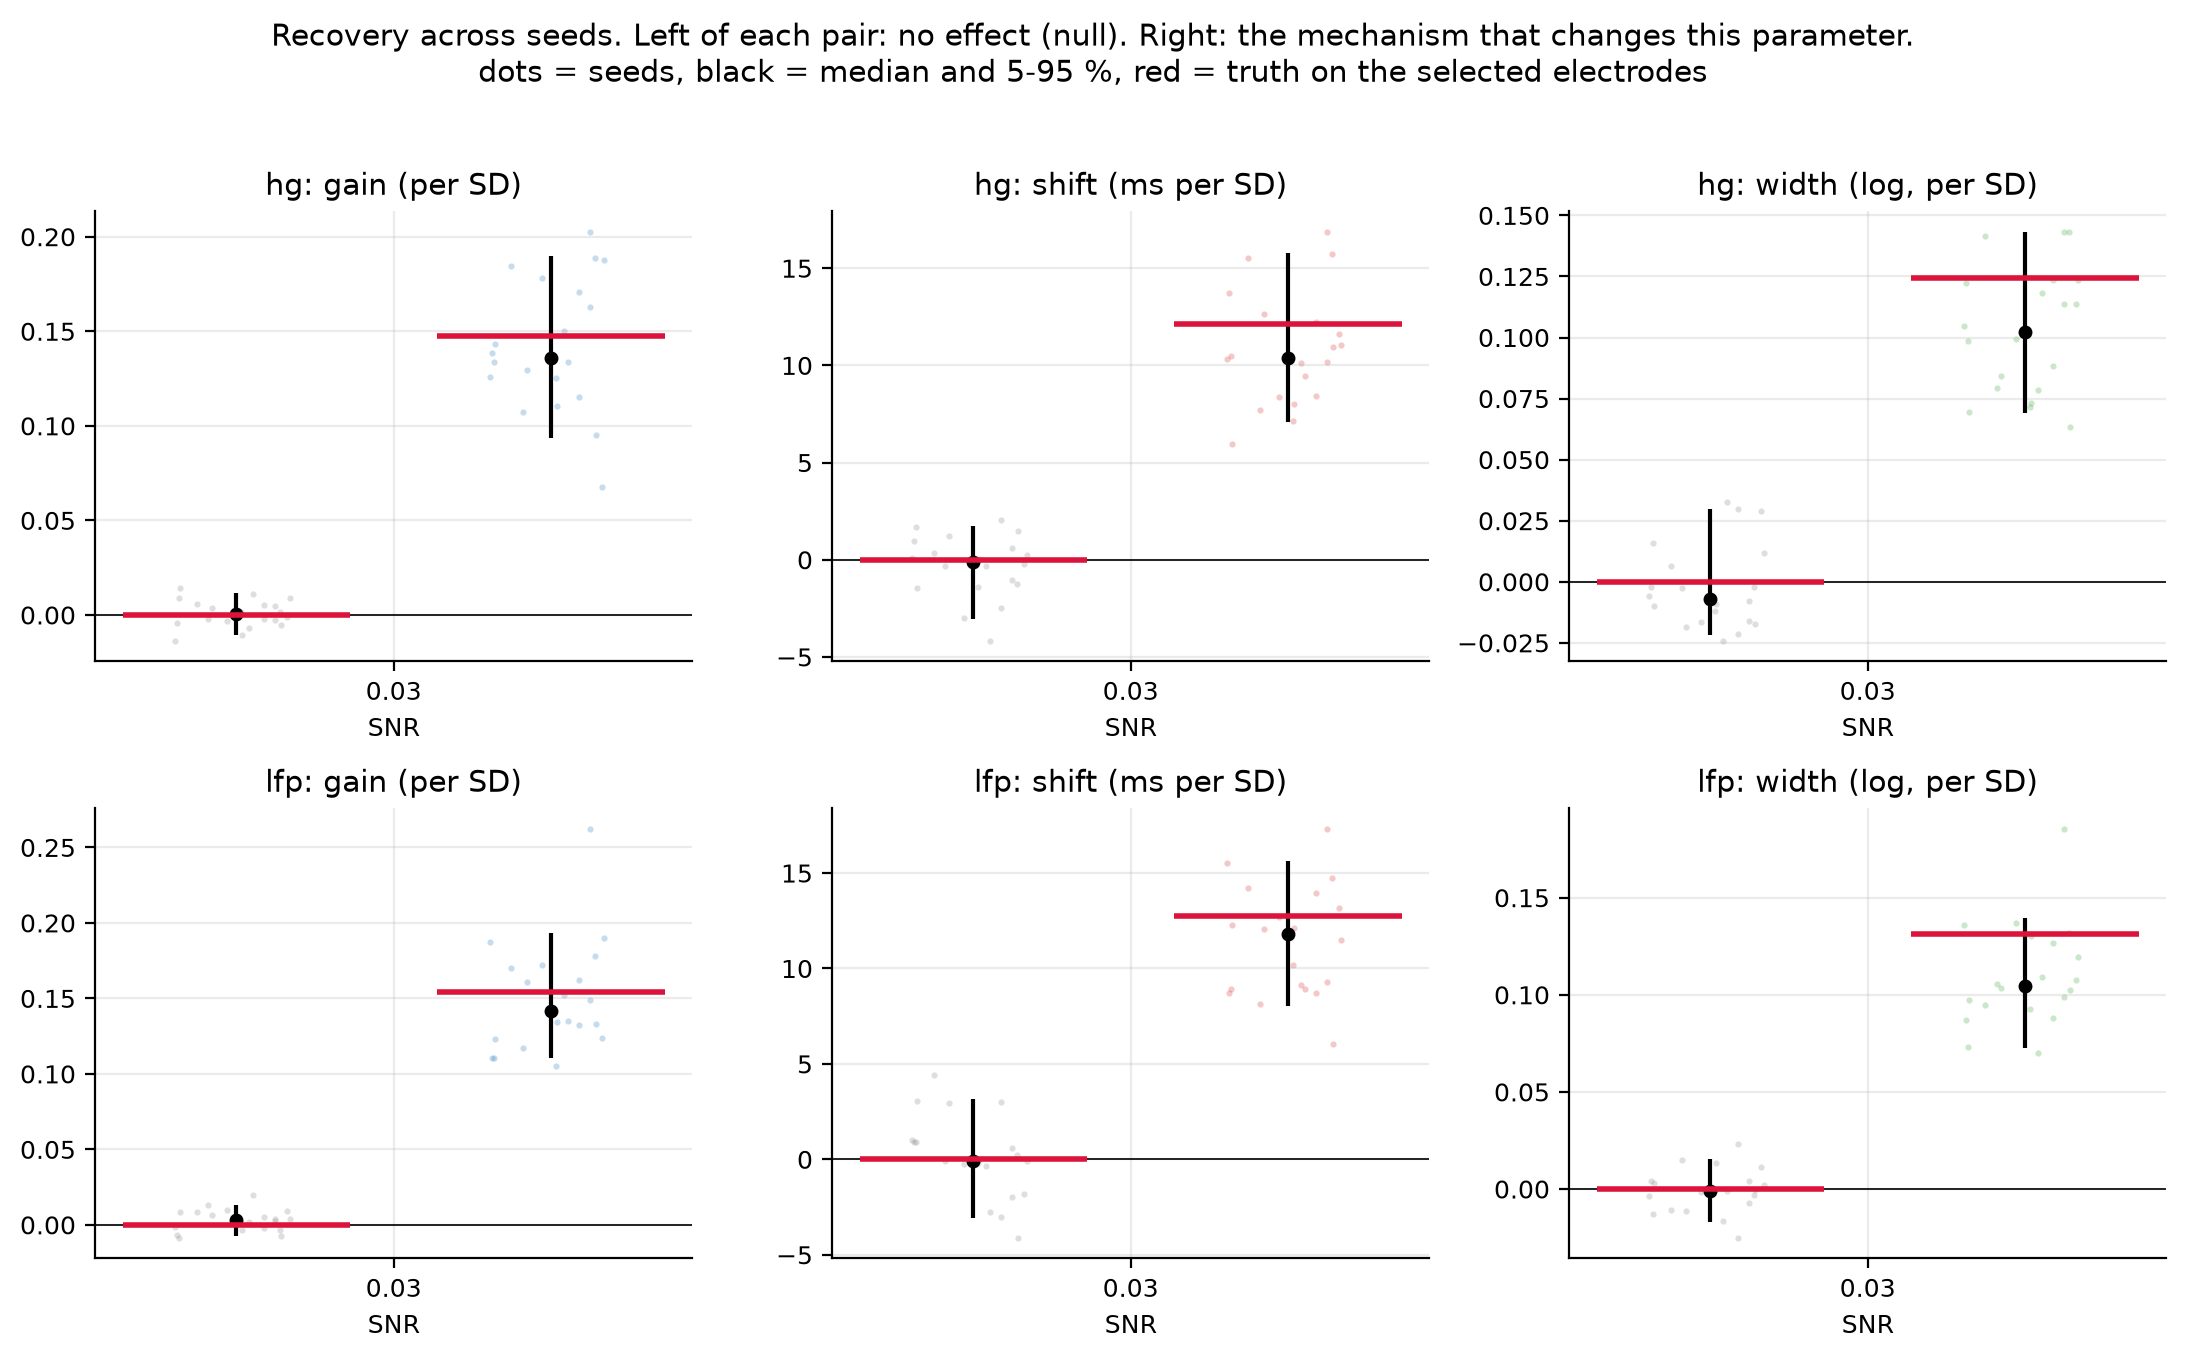 Recovery across seeds. Left of each pair: no effect (null). Right: the mechanism that changes this parameter.
dots = seeds, black = median and 5-95 %, red = truth on the selected electrodes
hg: gain (per SD)
0.20
0.15
0.10
0.05
0.00
0.03
SNR
hg: shift (ms per SD)
15
10
5
0
−5
0.03
SNR
hg: width (log, per SD)
0.150
0.125
0.100
0.075
0.050
0.025
0.000
−0.025
0.03
SNR
lfp: gain (per SD)
0.25
0.20
0.15
0.10
0.05
0.00
0.03
SNR
lfp: shift (ms per SD)
15
10
5
0
−5
0.03
SNR
lfp: width (log, per SD)
0.15
0.10
0.05
0.00
0.03
SNR